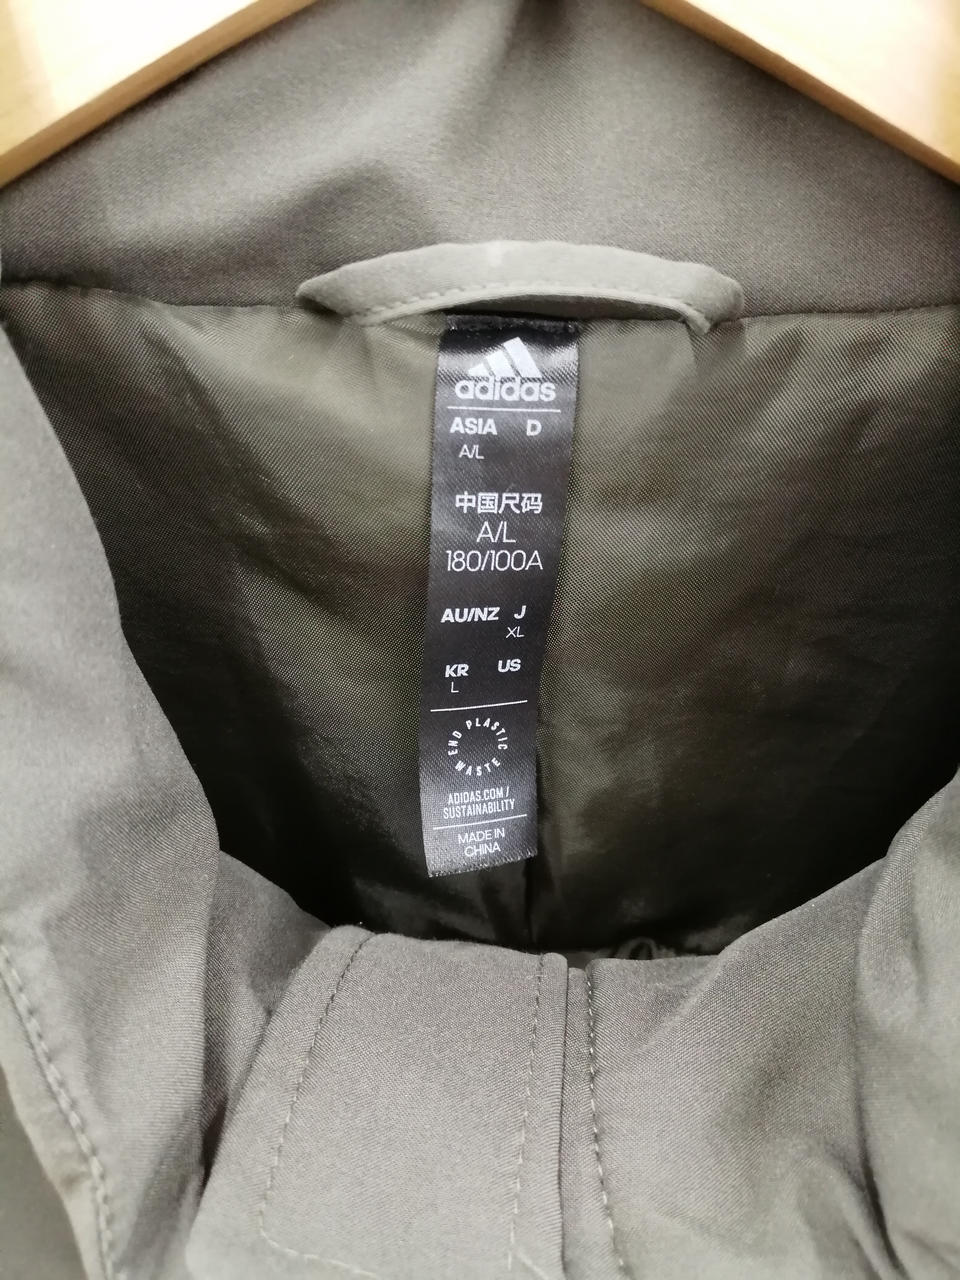 adidas
ASIA D
A/L
中国尺码
A/L
180/100A
AU/NZ J
XL
KR US
L
END PLASTIC WASTE
ADIDAS.COM/
SUSTAINABILITY
MADE IN
CHINA